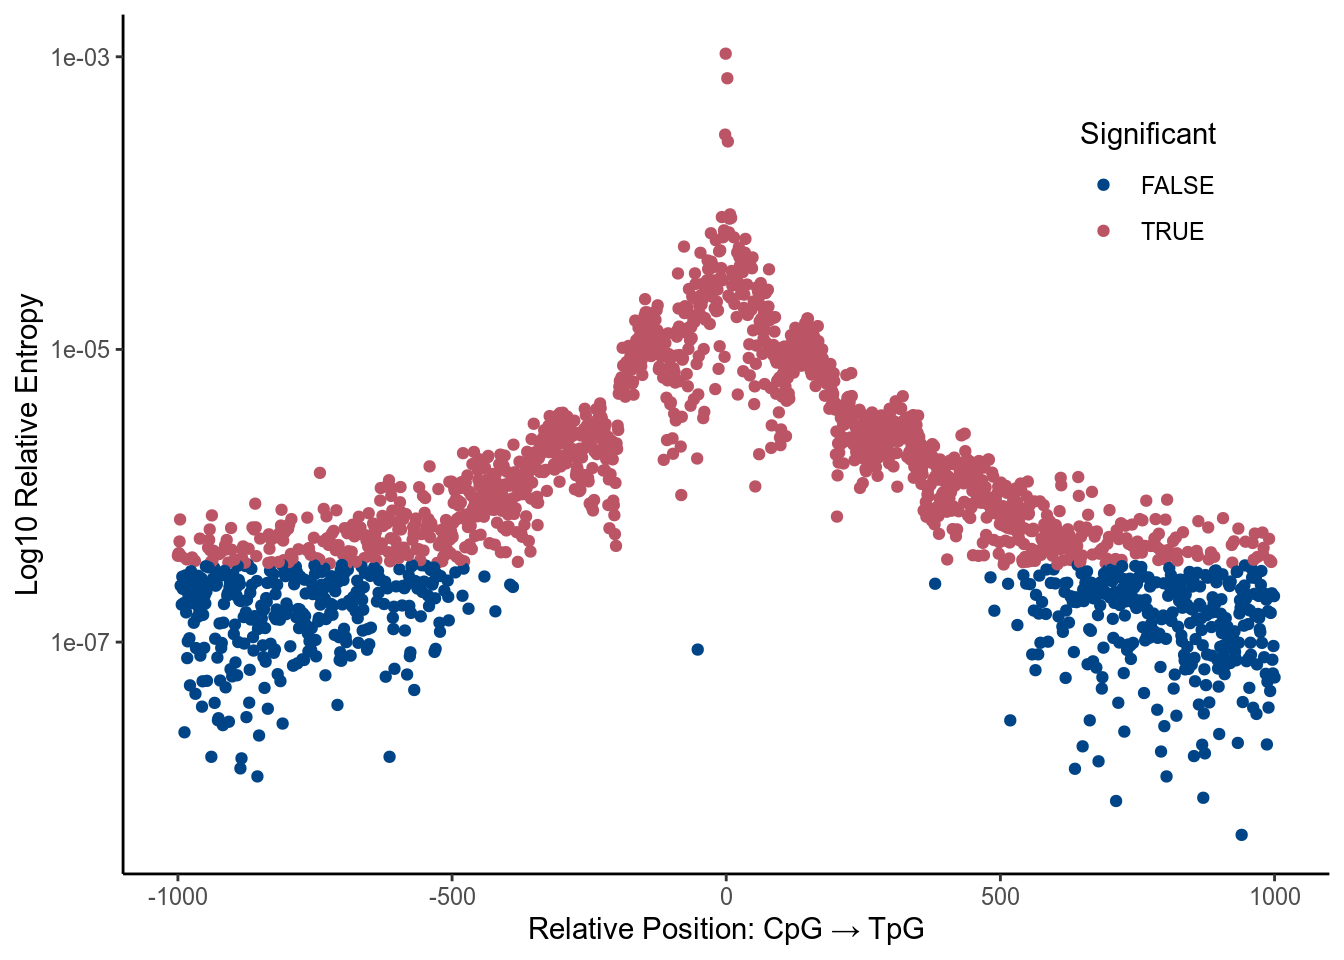 1e-03
1e-05
1e-07
Log10 Relative Entropy
Significant
FALSE
TRUE
-1000
-500
0
500
1000
Relative Position: CpG → TpG